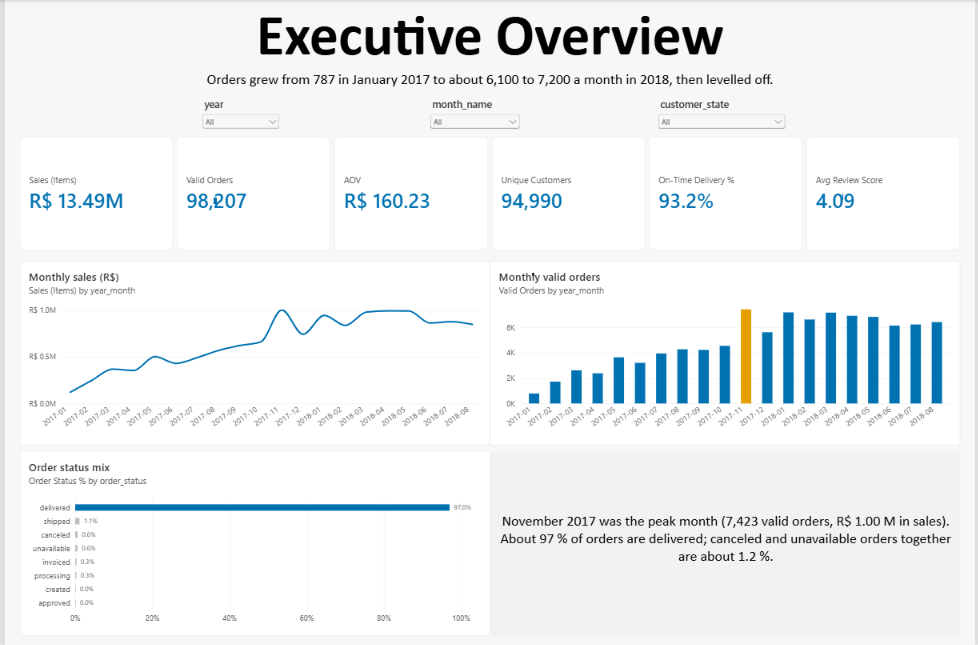 Executive Overview
Orders grew from 787 in January 2017 to about 6,100 to 7,200 a month in 2018, then levelled off.
year
month_name
customer_state
All
All
All
Sales (Items)
Valid Orders
AOV
Unique Customers
On-Time Delivery %
Avg Review Score
R$ 13.49M
98,207
R$ 160.23
94,990
93.2%
4.09
Monthly sales (R$)
Sales (Items) by year_month
R$ 1.0M
R$ 0.5M
R$ 0.0M
2017-01
2017-02
2017-03
2017-04
2017-05
2017-06
2017-07
2017-08
2017-09
2017-10
2017-11
2017-12
2018-01
2018-02
2018-03
2018-04
2018-05
2018-06
2018-07
2018-08
Monthly valid orders
Valid Orders by year_month
6K
4K
2K
0K
2017-01
2017-02
2017-03
2017-04
2017-05
2017-06
2017-07
2017-08
2017-09
2017-10
2017-11
2017-12
2018-01
2018-02
2018-03
2018-04
2018-05
2018-06
2018-07
2018-08
Order status mix
Order Status % by order_status
delivered 97.0%
shipped 1.1%
canceled 0.6%
unavailable 0.6%
invoiced 0.3%
processing 0.3%
created 0.0%
approved 0.0%
0% 20% 40% 60% 80% 100%
November 2017 was the peak month (7,423 valid orders, R$ 1.00 M in sales).
About 97 % of orders are delivered; canceled and unavailable orders together
are about 1.2 %.